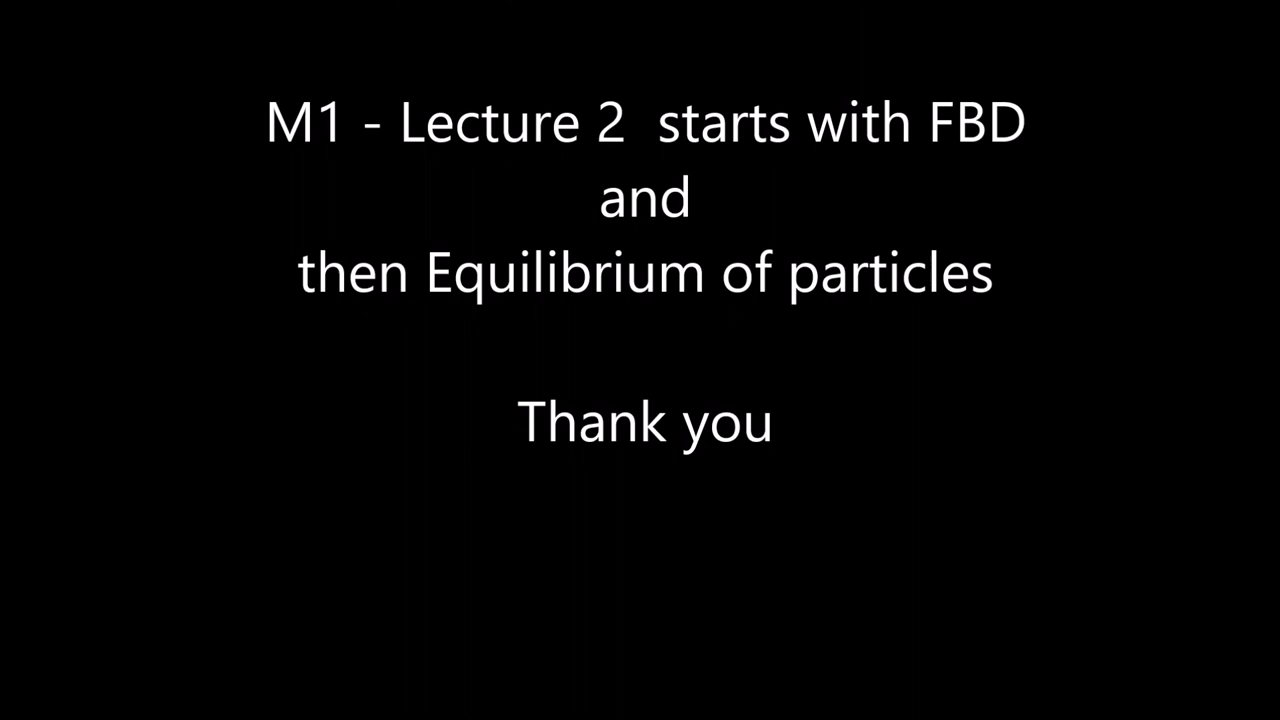 M1 - Lecture 2  starts with FBD
and
then Equilibrium of particles
Thank you